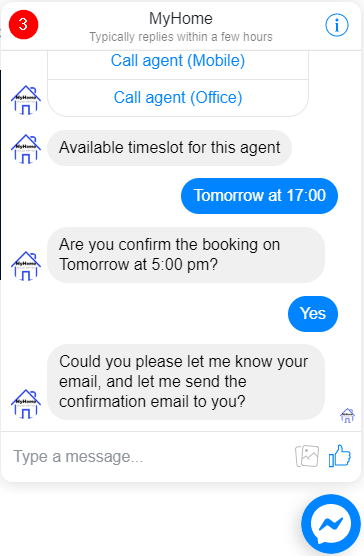 3
MyHome
Typically replies within a few hours
Call agent (Mobile)
Call agent (Office)
MyHome
MyHome
Available timeslot for this agent
Tomorrow at 17:00
Are you confirm the booking on
Tomorrow at 5:00 pm?
MyHome
Yes
Could you please let me know your
email, and let me send the
confirmation email to you?
MyHome
Type a message...